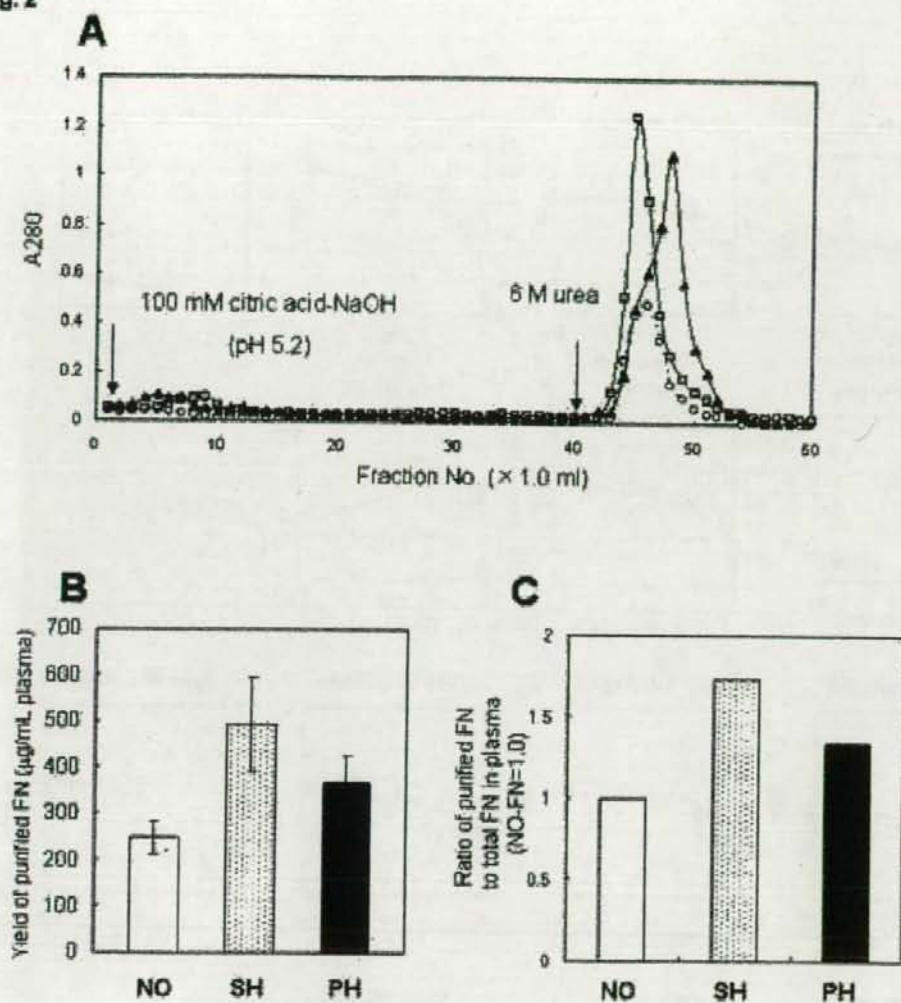 g. 2
A
1.4
1.2
1
0.8
0.6
0.4
0.2
0
A280
100 mM citric acid-NaOH
(pH 5.2)
6 M urea
0 10 20 30 40 50 60
Fraction No. (× 1.0 ml)
B
700
600
500
400
300
200
100
0
Yield of purified FN (µg/mL plasma)
NO SH PH
C
2
1.5
1
0.5
0
Ratio of purified FN
to total FN in plasma
(NO-FN=1.0)
NO SH PH